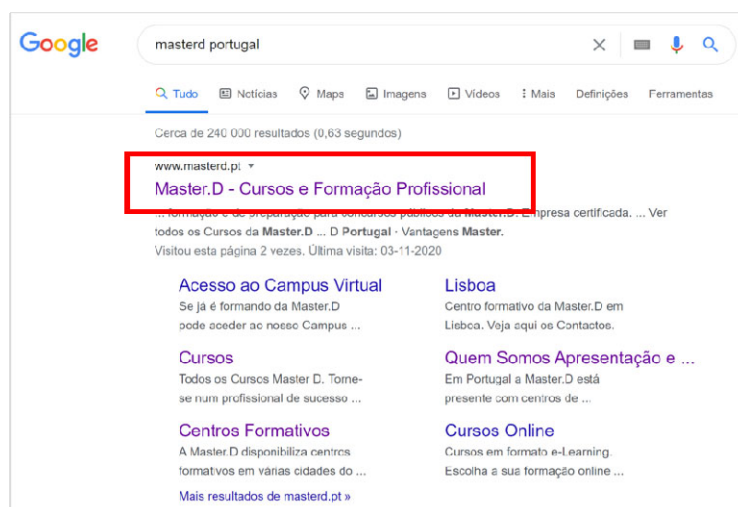 Google
masterd portugal
Tudo Notícias Maps Imagens Vídeos Mais Definições Ferramentas
Cerca de 240 000 resultados (0,63 segundos)
www.masterd.pt
Master.D - Cursos e Formação Profissional
... formação e de preparação para concursos públicos da Master.D. Empresa certificada. ... Ver
todos os Cursos da Master.D ... D Portugal · Vantagens Master.
Visitou esta página 2 vezes. Última visita: 03-11-2020
Acesso ao Campus Virtual
Se já é formando da Master.D
pode aceder ao nosso Campus ...
Lisboa
Centro formativo da Master.D em
Lisboa. Veja aqui os Contactos.
Cursos
Todos os Cursos Master D. Torne-
se num profissional de sucesso ...
Quem Somos Apresentação e ...
Em Portugal a Master.D está
presente com centros de ...
Centros Formativos
A Master.D disponibiliza centros
formativos em várias cidades do ...
Cursos Online
Cursos em formato e-Learning.
Escolha a sua formação online ...
Mais resultados de masterd.pt »